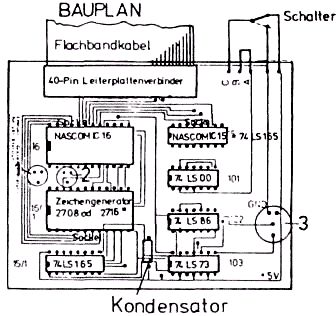 BAUPLAN
Schalter
Flachbandkabel
40-Pin Leiterplattenverbinder
Sockel
NASCOM IC 16
NASCOM IC 15
74 LS 165
16
2
74 LS 00
101
Zeichengenerator
2708 od 2716
15/1
74 LS 86
GND
3
Sockel
15/1
74 LS 165
74 LS 73
103
5V
Kondensator